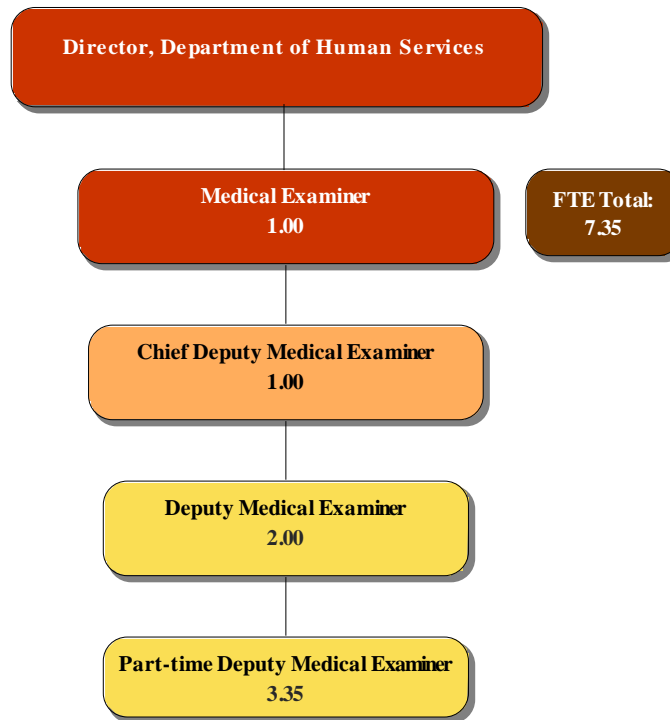 Director, Department of Human Services
Medical Examiner
1.00
FTE Total:
7.35
Chief Deputy Medical Examiner
1.00
Deputy Medical Examiner
2.00
Part-time Deputy Medical Examiner
3.35